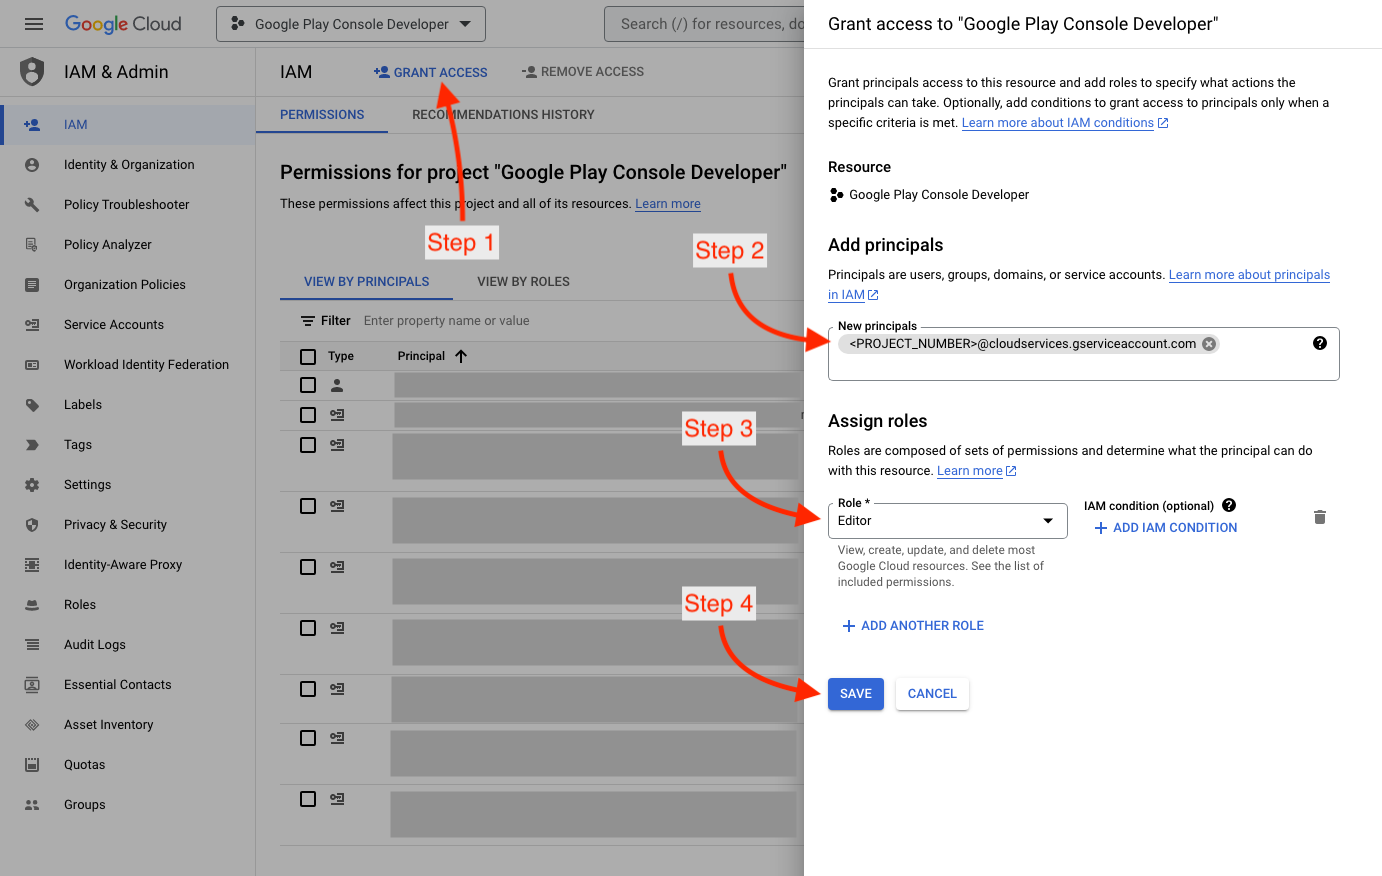 Google Cloud
Google Play Console Developer
Search (/) for resources, do
IAM & Admin
IAM
Identity & Organization
Policy Troubleshooter
Policy Analyzer
Organization Policies
Service Accounts
Workload Identity Federation
Labels
Tags
Settings
Privacy & Security
Identity-Aware Proxy
Roles
Audit Logs
Essential Contacts
Asset Inventory
Quotas
Groups
IAM
GRANT ACCESS
REMOVE ACCESS
PERMISSIONS
RECOMMENDATIONS HISTORY
Permissions for project "Google Play Console Developer"
These permissions affect this project and all of its resources. Learn more
Step 1
VIEW BY PRINCIPALS
VIEW BY ROLES
Filter Enter property name or value
Type Principal
Step 2
Step 3
Step 4
Grant access to "Google Play Console Developer"
Grant principals access to this resource and add roles to specify what actions the
principals can take. Optionally, add conditions to grant access to principals only when a
specific criteria is met. Learn more about IAM conditions
Resource
Google Play Console Developer
Add principals
Principals are users, groups, domains, or service accounts. Learn more about principals
in IAM
New principals
<PROJECT_NUMBER>@cloudservices.gserviceaccount.com
Assign roles
Roles are composed of sets of permissions and determine what the principal can do
with this resource. Learn more
Role *
Editor
IAM condition (optional)
ADD IAM CONDITION
View, create, update, and delete most
Google Cloud resources. See the list of
included permissions.
ADD ANOTHER ROLE
SAVE
CANCEL